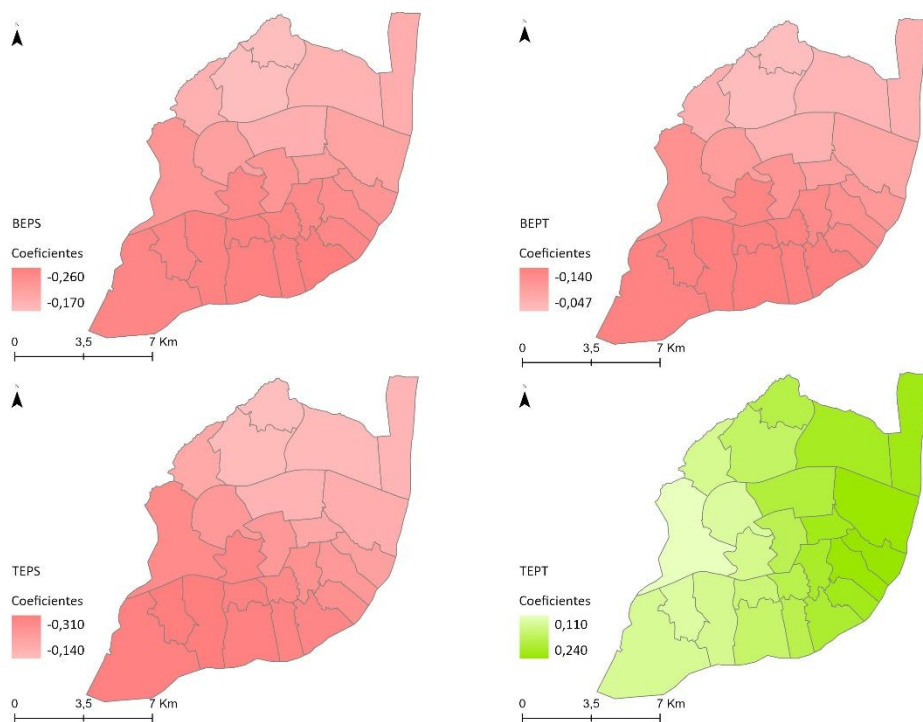 N
BEPS
Coeficientes
-0,260
-0,170
0 3,5 7 Km
N
BEPT
Coeficientes
-0,140
-0,047
0 3,5 7 Km
N
TEPS
Coeficientes
-0,310
-0,140
0 3,5 7 Km
N
TEPT
Coeficientes
0,110
0,240
0 3,5 7 Km